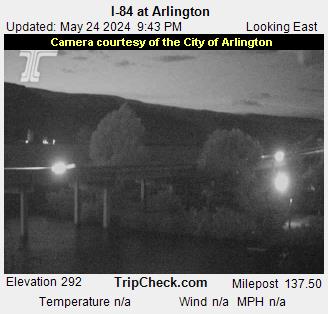 I-84 at Arlington
Updated: May 24 2024 9:43 PM Looking East
Camera courtesy of the City of Arlington
Elevation 292 TripCheck.com Milepost 137.50
Temperature n/a Wind n/a MPH n/a